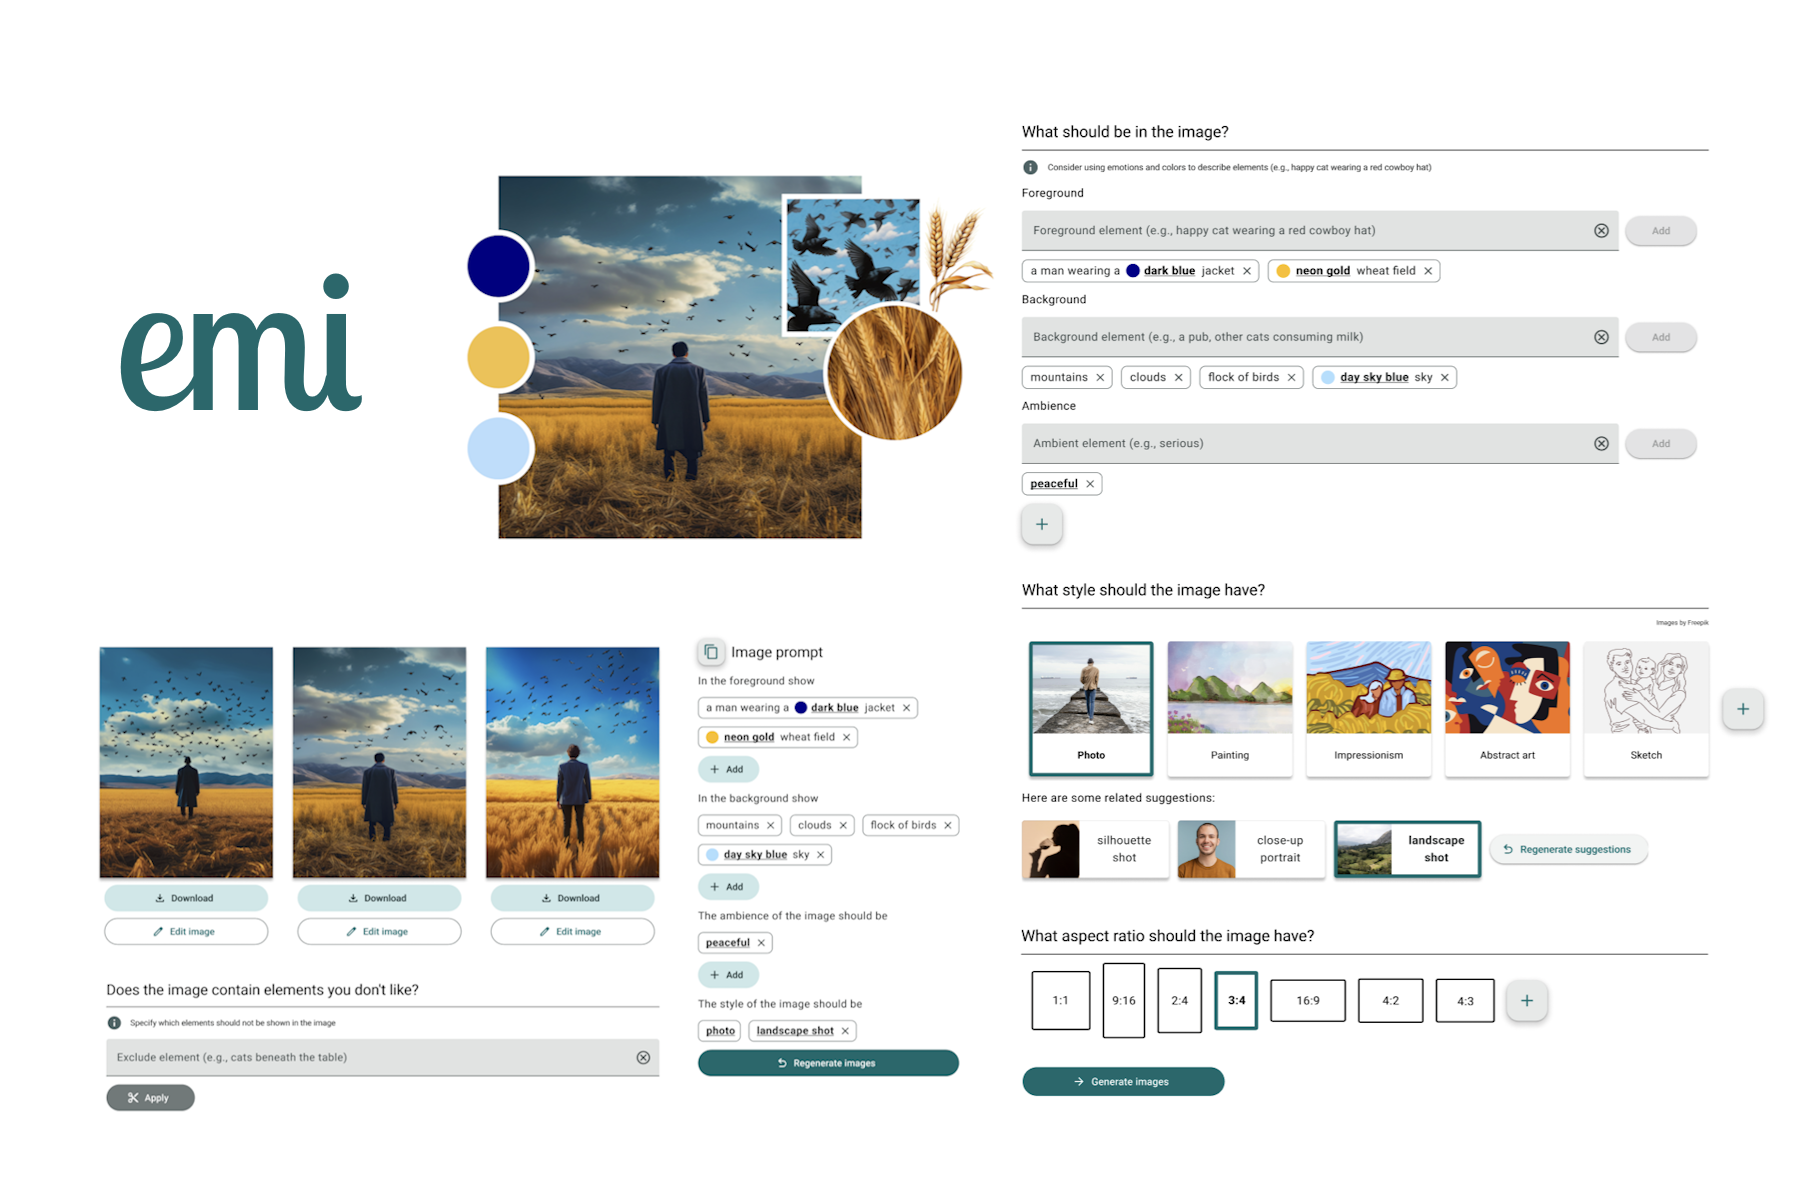 emi
What should be in the image?
Consider using emotions and colors to describe elements (e.g., happy cat wearing a red cowboy hat)
Foreground
Foreground element (e.g., happy cat wearing a red cowboy hat)
Add
a man wearing a dark blue jacket
neon gold wheat field
Background
Background element (e.g., a pub, other cats consuming milk)
Add
mountains
clouds
flock of birds
day sky blue sky
Ambience
Ambient element (e.g., serious)
Add
peaceful
What style should the image have?
Images by Freepik
Photo
Painting
Impressionism
Abstract art
Sketch
Here are some related suggestions:
silhouette
shot
close-up
portrait
landscape
shot
Regenerate suggestions
What aspect ratio should the image have?
1:1
9:16
2:4
3:4
16:9
4:2
4:3
Generate images
Download
Download
Download
Edit image
Edit image
Edit image
Does the image contain elements you don't like?
Specify which elements should not be shown in the image
Exclude element (e.g., cats beneath the table)
Apply
Image prompt
In the foreground show
a man wearing a dark blue jacket
neon gold wheat field
Add
In the background show
mountains
clouds
flock of birds
day sky blue sky
Add
The ambience of the image should be
peaceful
Add
The style of the image should be
photo
landscape shot
Regenerate images